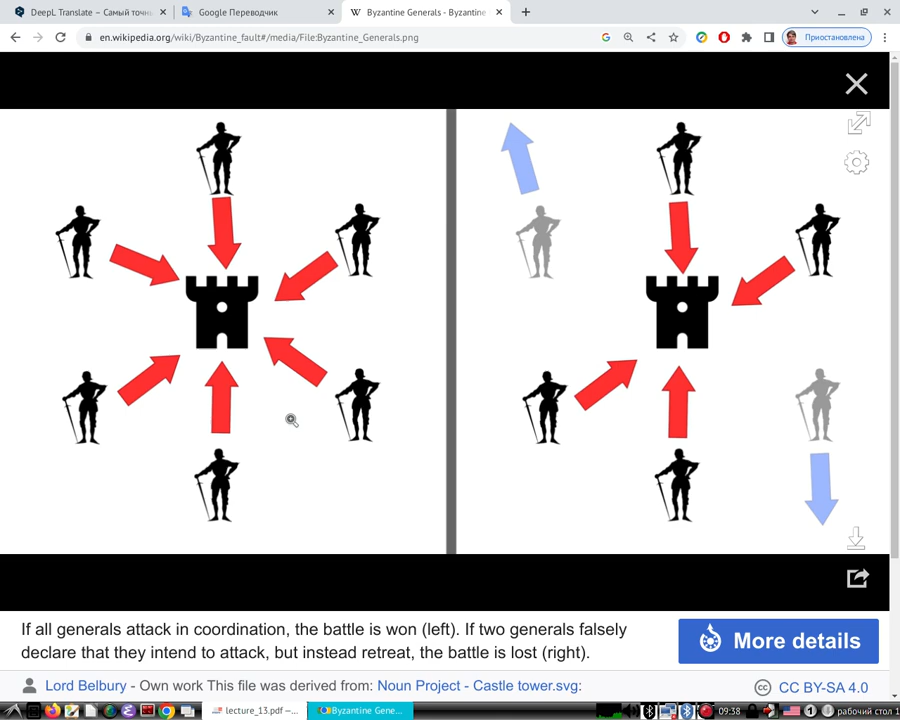 DeepL Translate – Самый точны
Google Переводчик
W Byzantine Generals - Byzantine
en.wikipedia.org/wiki/Byzantine_fault#/media/File:Byzantine_Generals.png
Приостановлена
If all generals attack in coordination, the battle is won (left). If two generals falsely
declare that they intend to attack, but instead retreat, the battle is lost (right).
More details
Lord Belbury - Own work This file was derived from: Noun Project - Castle tower.svg:
CC BY-SA 4.0
lecture_13.pdf –...
Byzantine Gene...
09:38
1
рабочий стол 1